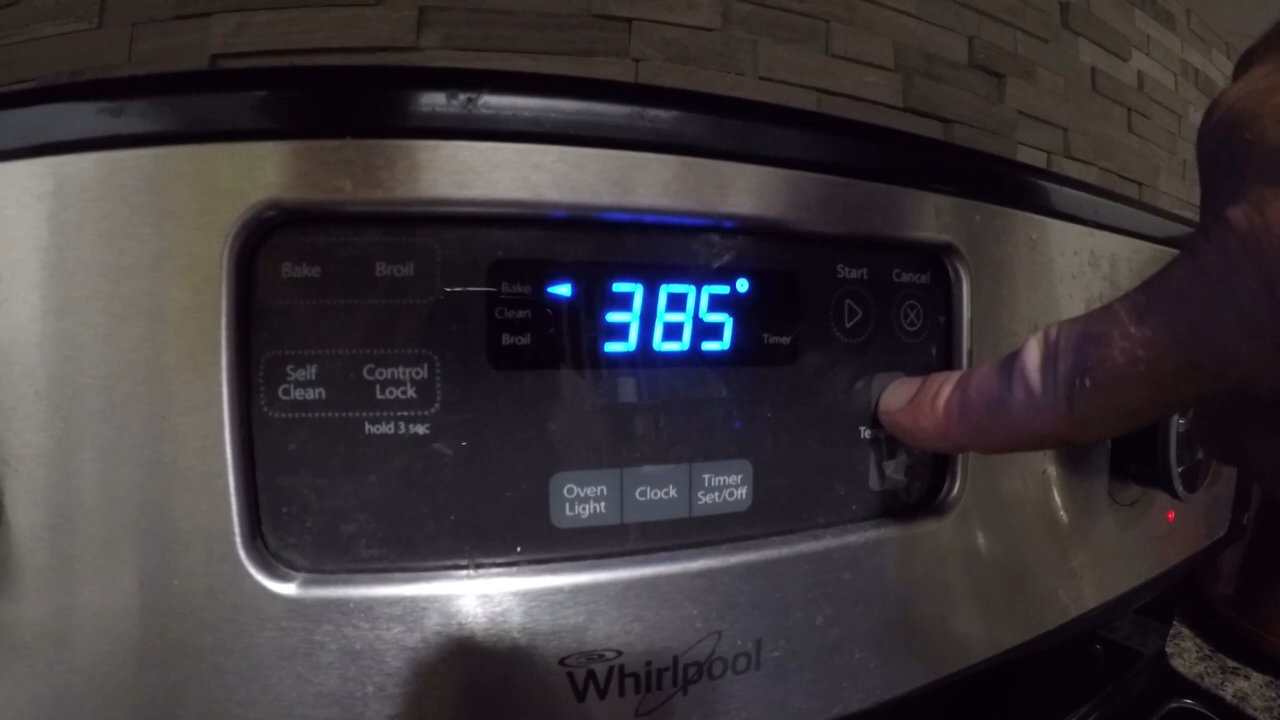 Bake Broil
Self Clean
Control Lock
hold 3 sec
Bake
Clean
Broil
385°
Timer
Start Cancel
Oven Light
Clock
Timer Set/Off
Whirlpool